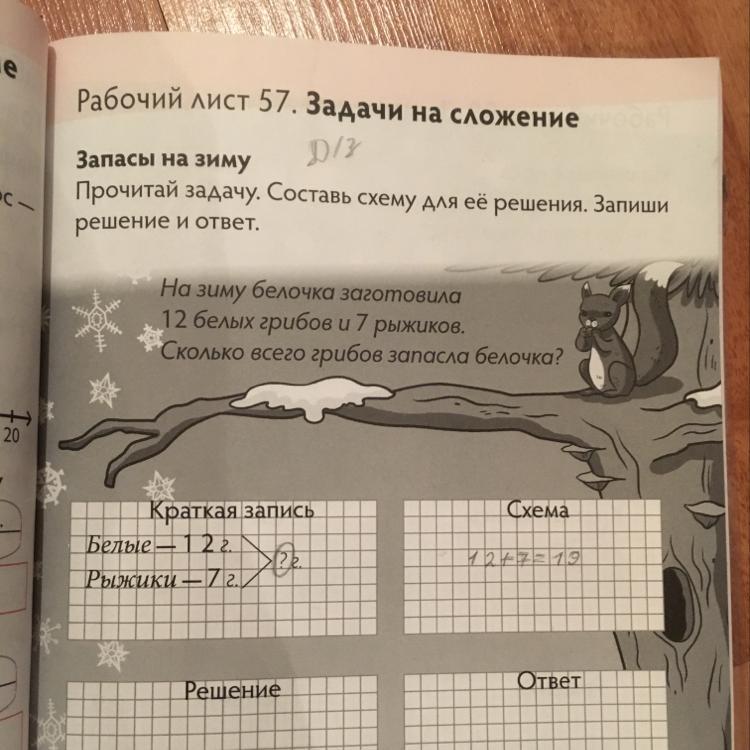 Рабочий лист 57. Задачи на сложение
Запасы на зиму Д/з
Прочитай задачу. Составь схему для её решения. Запиши
решение и ответ.
На зиму белочка заготовила
12 белых грибов и 7 рыжиков.
Сколько всего грибов запасла белочка?
20
Краткая запись
Белые — 12 г.
Рыжики — 7 г.
? г.
Схема
12+7=19
Решение
Ответ